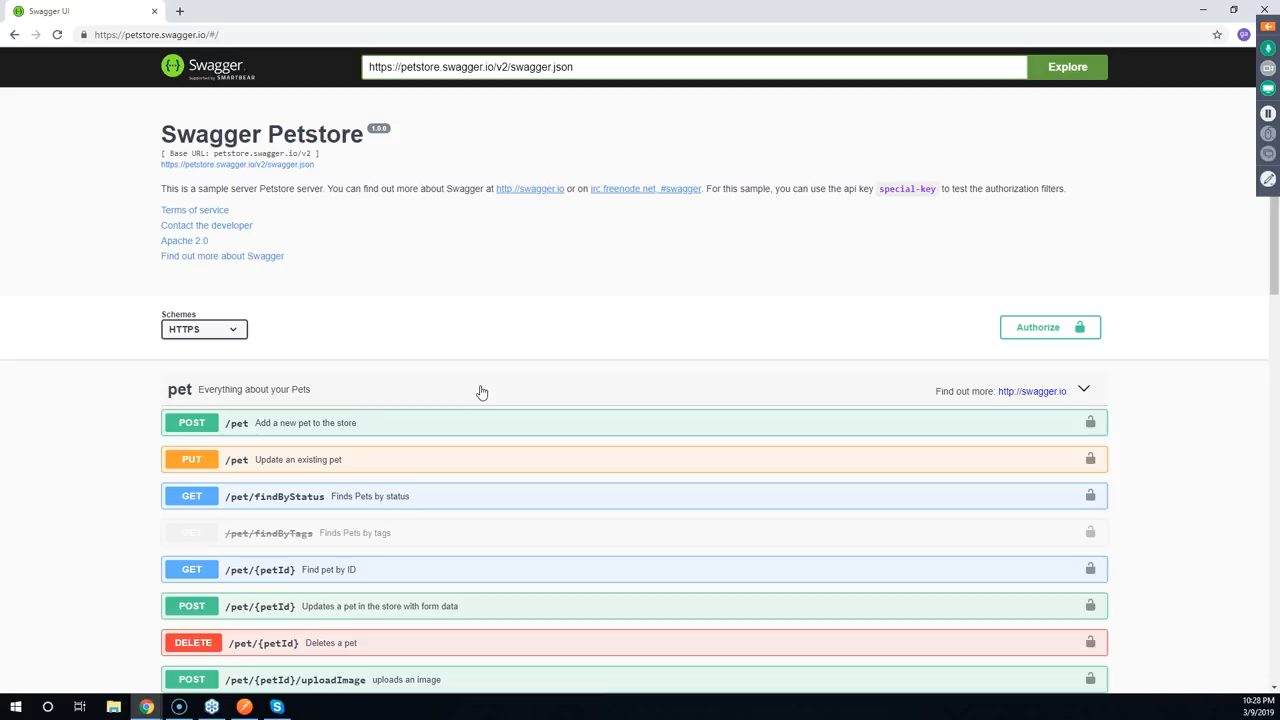 Swagger UI
https://petstore.swagger.io/#/
ga
Swagger
Supported by SMARTBEAR
https://petstore.swagger.io/v2/swagger.json
Explore
Swagger Petstore 1.0.0
[ Base URL: petstore.swagger.io/v2 ]
https://petstore.swagger.io/v2/swagger.json
This is a sample server Petstore server. You can find out more about Swagger at http://swagger.io or on irc.freenode.net, #swagger. For this sample, you can use the api key special-key to test the authorization filters.
Terms of service
Contact the developer
Apache 2.0
Find out more about Swagger
Schemes
HTTPS
Authorize
pet Everything about your Pets
Find out more: http://swagger.io
POST /pet Add a new pet to the store
PUT /pet Update an existing pet
GET /pet/findByStatus Finds Pets by status
GET /pet/findByTags Finds Pets by tags
GET /pet/{petId} Find pet by ID
POST /pet/{petId} Updates a pet in the store with form data
DELETE /pet/{petId} Deletes a pet
POST /pet/{petId}/uploadImage uploads an image
10:28 PM
3/9/2019